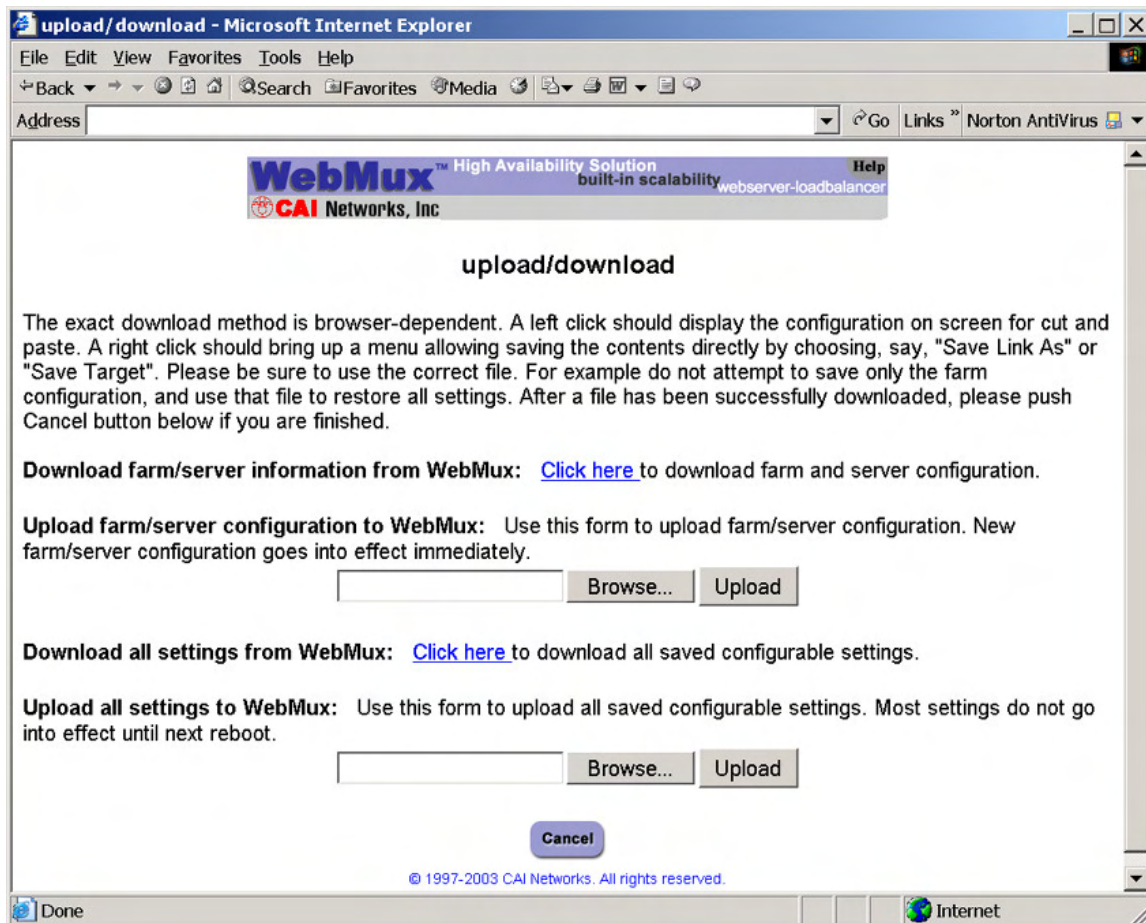 upload/download - Microsoft Internet Explorer
File Edit View Favorites Tools Help
Back Search Favorites Media
Address Go Links » Norton AntiVirus
WebMux™ High Availability Solution Help
built-in scalability
webserver-loadbalancer
CAI Networks, Inc
upload/download
The exact download method is browser-dependent. A left click should display the configuration on screen for cut and
paste. A right click should bring up a menu allowing saving the contents directly by choosing, say, "Save Link As" or
"Save Target". Please be sure to use the correct file. For example do not attempt to save only the farm
configuration, and use that file to restore all settings. After a file has been successfully downloaded, please push
Cancel button below if you are finished.
Download farm/server information from WebMux: Click here to download farm and server configuration.
Upload farm/server configuration to WebMux: Use this form to upload farm/server configuration. New
farm/server configuration goes into effect immediately.
Browse... Upload
Download all settings from WebMux: Click here to download all saved configurable settings.
Upload all settings to WebMux: Use this form to upload all saved configurable settings. Most settings do not go
into effect until next reboot.
Browse... Upload
Cancel
© 1997-2003 CAI Networks. All rights reserved.
Done Internet